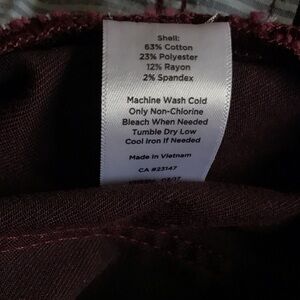 Shell:
63% Cotton
23% Polyester
12% Rayon
2% Spandex
Machine Wash Cold
Only Non-Chlorine
Bleach When Needed
Tumble Dry Low
Cool Iron If Needed
Made in Vietnam
CA #23147